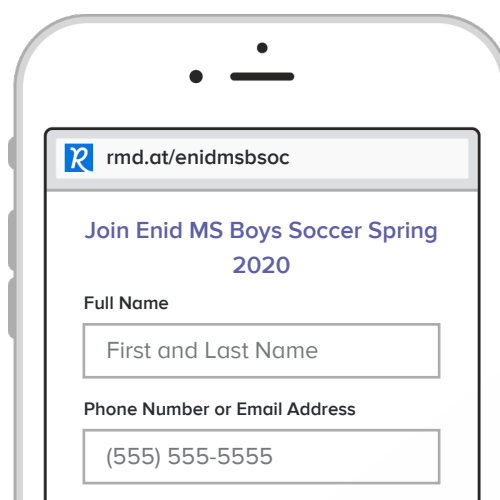 rmd.at/enidmsbsoc
Join Enid MS Boys Soccer Spring
2020
Full Name
First and Last Name
Phone Number or Email Address
(555) 555-5555